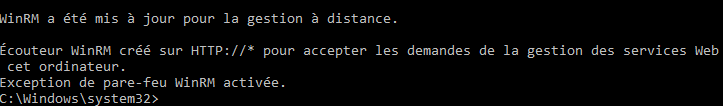 WinRM a été mis à jour pour la gestion à distance.
Écouteur WinRM créé sur HTTP://* pour accepter les demandes de la gestion des services Web
cet ordinateur.
Exception de pare-feu WinRM activée.
C:\Windows\system32>